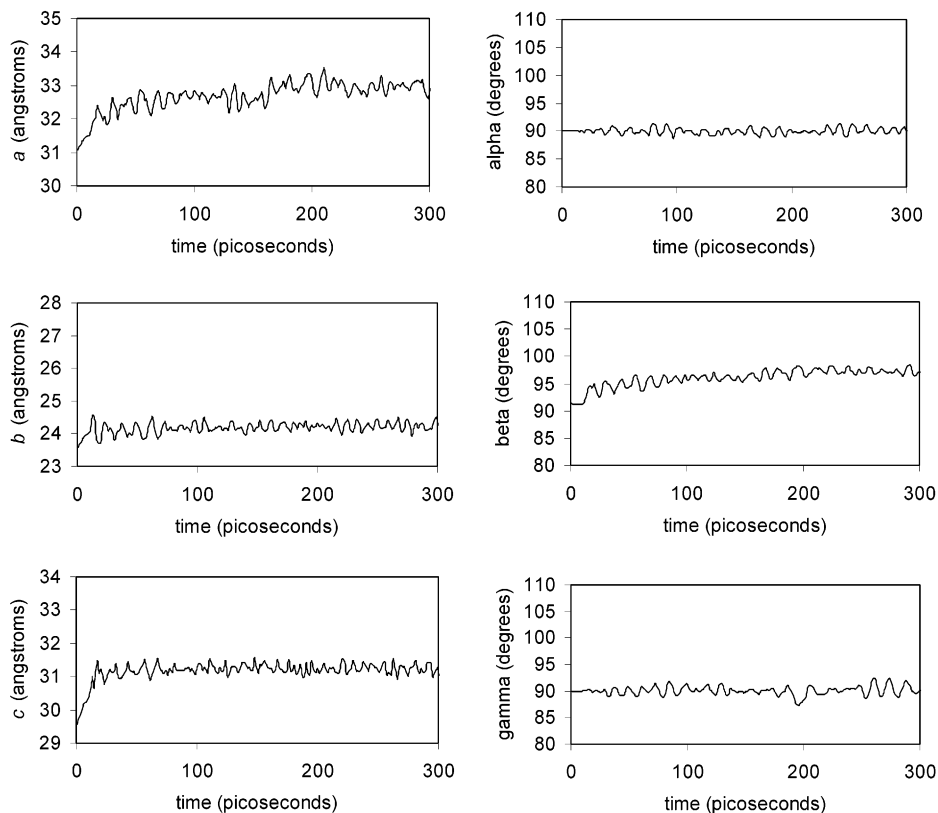 a (angstroms)
35
34
33
32
31
30
0 100 200 300
time (picoseconds)
alpha (degrees)
110
105
100
95
90
85
80
0 100 200 300
time (picoseconds)
b (angstroms)
28
27
26
25
24
23
0 100 200 300
time (picoseconds)
beta (degrees)
110
105
100
95
90
85
80
0 100 200 300
time (picoseconds)
c (angstroms)
34
33
32
31
30
29
0 100 200 300
time (picoseconds)
gamma (degrees)
110
105
100
95
90
85
80
0 100 200 300
time (picoseconds)